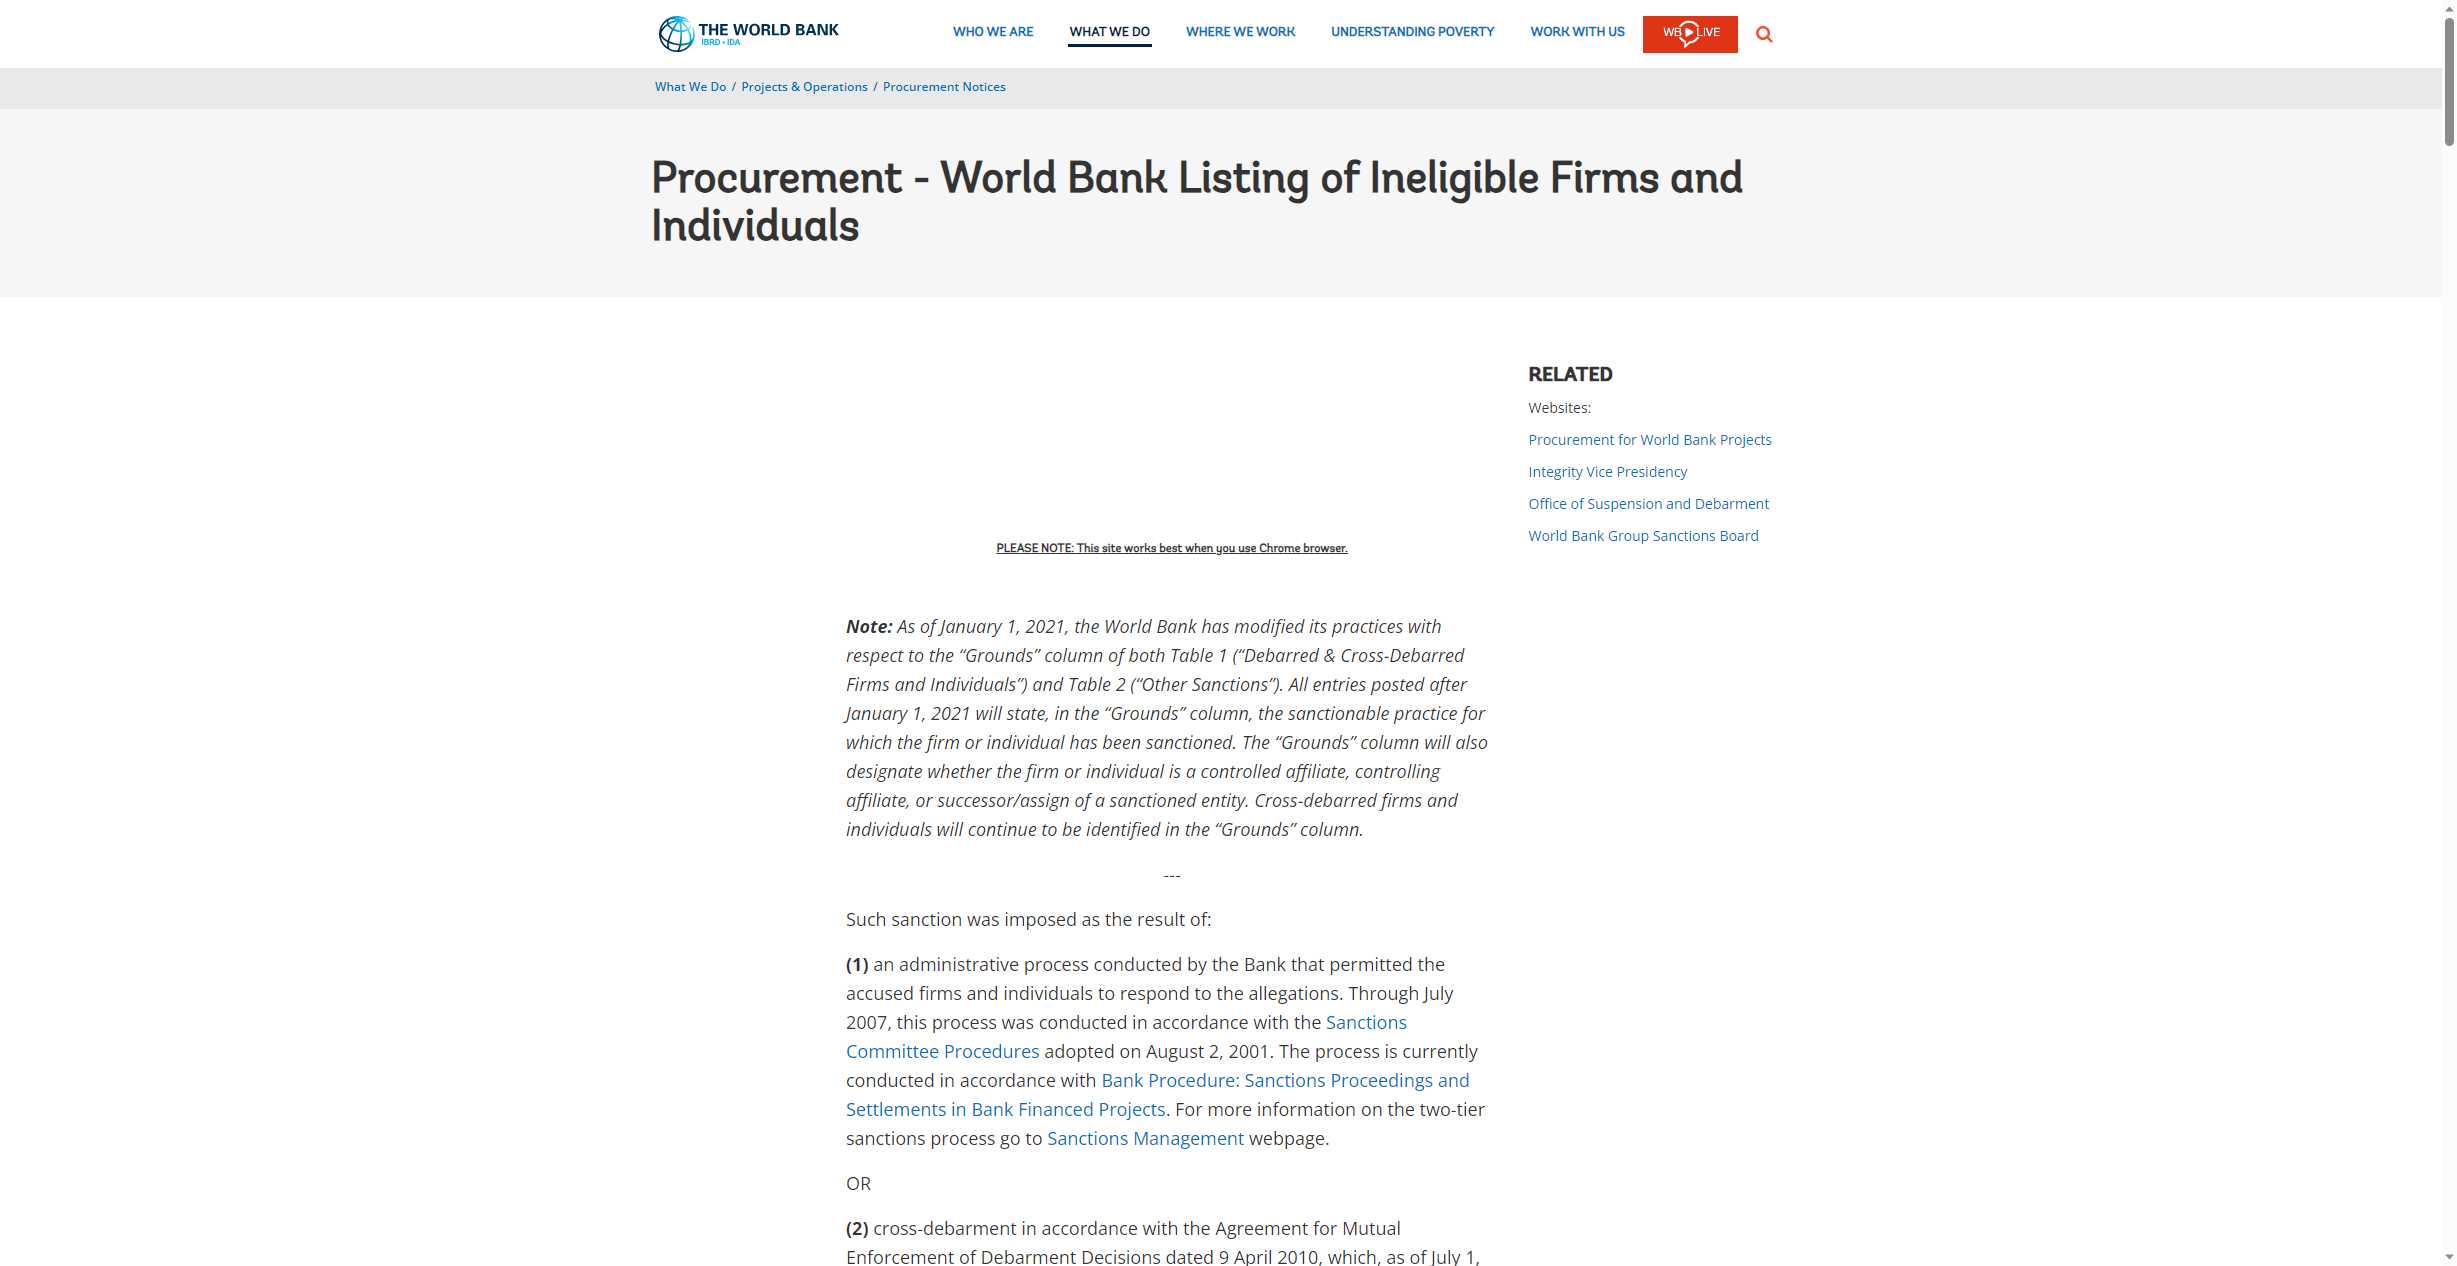 THE WORLD BANK
IBRD • IDA
WHO WE ARE
WHAT WE DO
WHERE WE WORK
UNDERSTANDING POVERTY
WORK WITH US
WB LIVE
What We Do / Projects & Operations / Procurement Notices
Procurement - World Bank Listing of Ineligible Firms and
Individuals
RELATED
Websites:
Procurement for World Bank Projects
Integrity Vice Presidency
Office of Suspension and Debarment
World Bank Group Sanctions Board
PLEASE NOTE: This site works best when you use Chrome browser.
Note: As of January 1, 2021, the World Bank has modified its practices with
respect to the “Grounds” column of both Table 1 (“Debarred & Cross-Debarred
Firms and Individuals”) and Table 2 (“Other Sanctions”). All entries posted after
January 1, 2021 will state, in the “Grounds” column, the sanctionable practice for
which the firm or individual has been sanctioned. The “Grounds” column will also
designate whether the firm or individual is a controlled affiliate, controlling
affiliate, or successor/assign of a sanctioned entity. Cross-debarred firms and
individuals will continue to be identified in the “Grounds” column.
---
Such sanction was imposed as the result of:
(1) an administrative process conducted by the Bank that permitted the
accused firms and individuals to respond to the allegations. Through July
2007, this process was conducted in accordance with the Sanctions
Committee Procedures adopted on August 2, 2001. The process is currently
conducted in accordance with Bank Procedure: Sanctions Proceedings and
Settlements in Bank Financed Projects. For more information on the two-tier
sanctions process go to Sanctions Management webpage.
OR
(2) cross-debarment in accordance with the Agreement for Mutual
Enforcement of Debarment Decisions dated 9 April 2010, which, as of July 1,